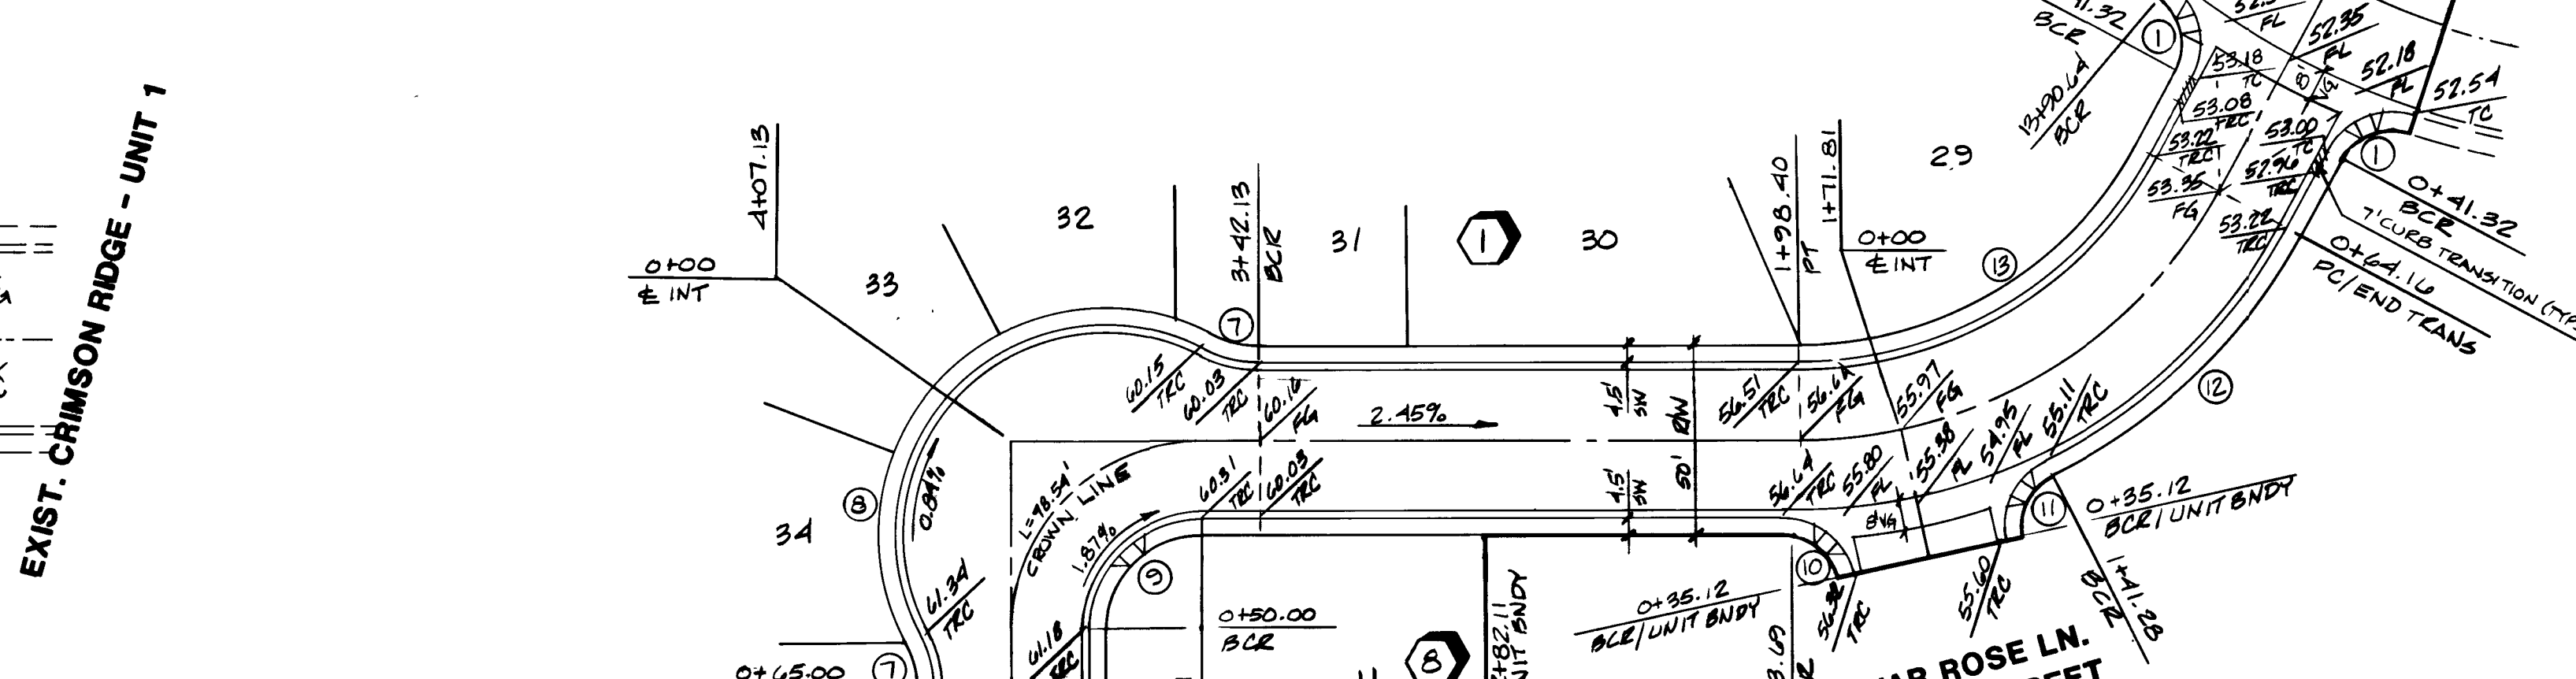 EXIST. CRIMSON RIDGE - UNIT 1
4+07.13
0+00
℄ INT
33
32
3+42.13
BCR
31
1
30
1+98.40
PT
1+71.81
0+00
℄ INT
29
13+90.64
BCR
BCR
1
FL
52.35
FL
52.18
FL
52.54
TC
53.18
TC
8'
VG
53.08
TRC
53.22
TRC
53.00
TC
52.96
TRC
53.35
FG
53.22
TRC
1
0+41.32
BCR
7' CURB TRANSITION
0+64.16
PC/END TRANS
13
12
7
60.15
TRC
60.03
TRC
60.16
FG
2.45%
4.5'
SW
50' R/W
4.5'
SW
56.51
TRC
56.64
FG
55.97
FG
55.38
FL
54.95
FL
55.11
TRC
56.64
TRC
55.80
FL
8' VG
60.31
TRC
60.03
TRC
L=98.54'
CROWN LINE
1.87%
0.84%
8
34
61.34
TRC
61.18
TRC
9
0+50.00
BCR
0+65.00
7
8
UNIT BNDY
0+35.12
BCR/UNIT BNDY
10
TRC
55.60
TRC
11
0+35.12
BCR/UNIT BNDY
1+41.28
BCR
ROSE LN.